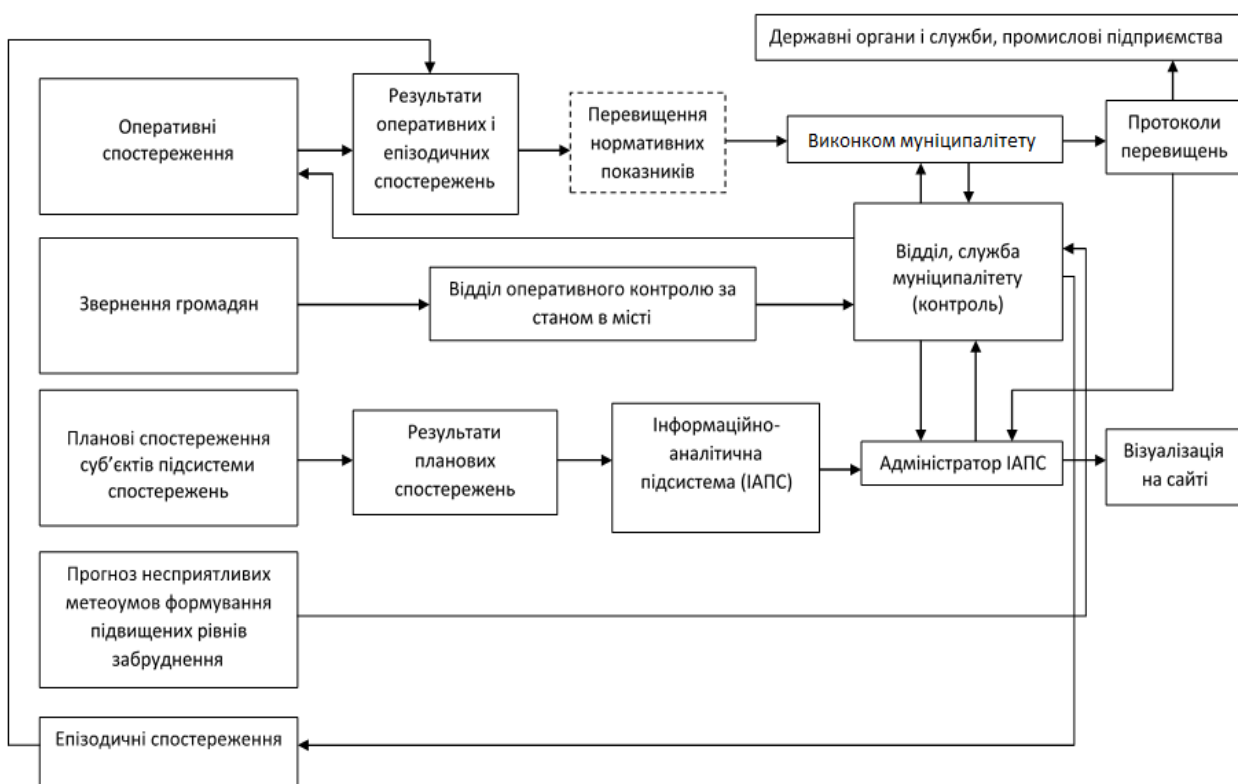 Державні органи і служби, промислові підприємства
Оперативні
спостереження
Результати
оперативних і
епізодичних
спостережень
Перевищення
нормативних
показників
Виконком муніципалітету
Протоколи
перевищень
Звернення громадян
Відділ оперативного контролю за
станом в місті
Відділ, служба
муніципалітету
(контроль)
Планові спостереження
суб’єктів підсистеми
спостережень
Результати
планових
спостережень
Інформаційно-
аналітична
підсистема (ІАПС)
Адміністратор ІАПС
Візуалізація
на сайті
Прогноз несприятливих
метеоумов формування
підвищених рівнів
забруднення
Епізодичні спостереження